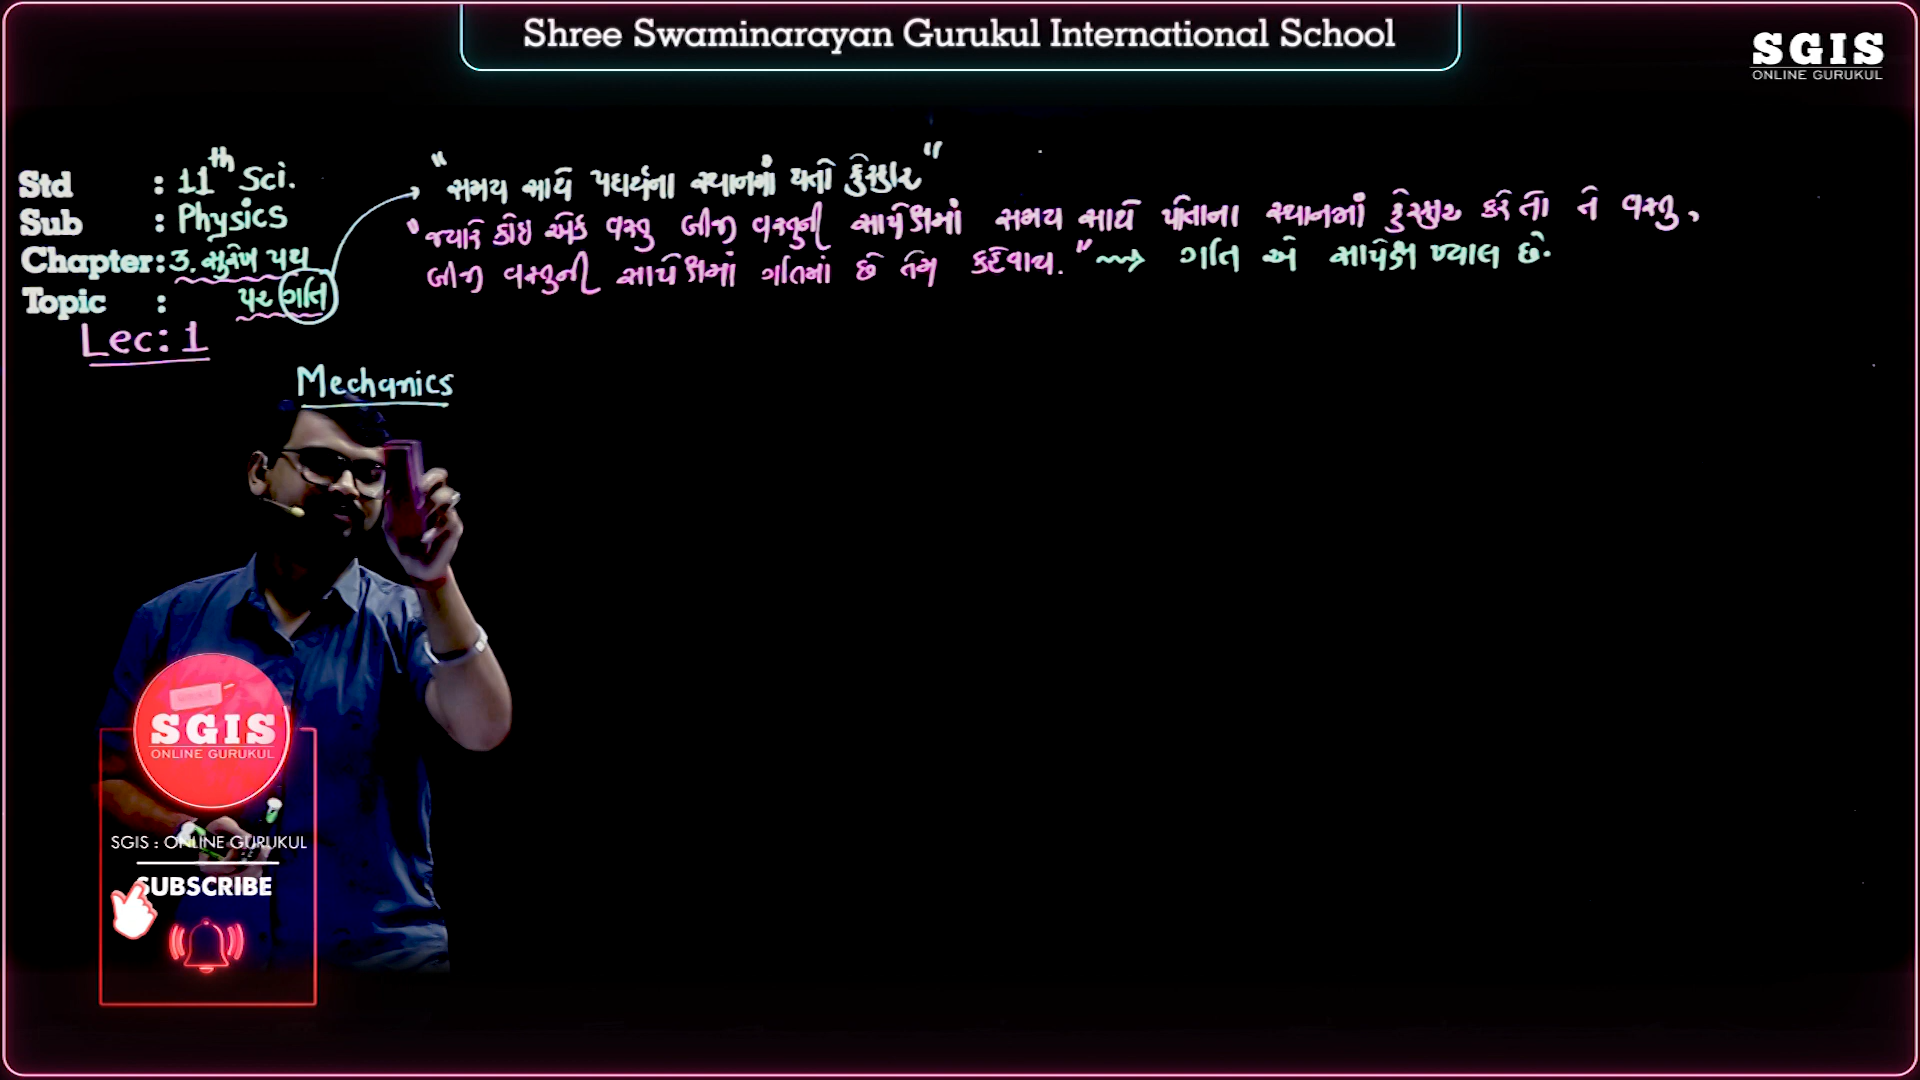 Shree Swaminarayan Gurukul International School
SGIS
ONLINE GURUKUL
Std : 11th Sci.
Sub : Physics
Chapter: 3. સુરેખ પથ
Topic : પર ગતિ
Lec: 1
"સમય સાથે પદાર્થના સ્થાનમાં થતો ફેરફાર"
"જ્યારે કોઇ એક વસ્તુ બીજી વસ્તુની સાપેક્ષમાં સમય સાથે પોતાના સ્થાનમાં ફેરફાર કરે તો તે વસ્તુ,
બીજી વસ્તુની સાપેક્ષમાં ગતિમાં છે તેમ કહેવાય." ⇝ ગતિ એ સાપેક્ષ ખ્યાલ છે.
Mechanics
SGIS
ONLINE GURUKUL
SGIS : ONLINE GURUKUL
SUBSCRIBE